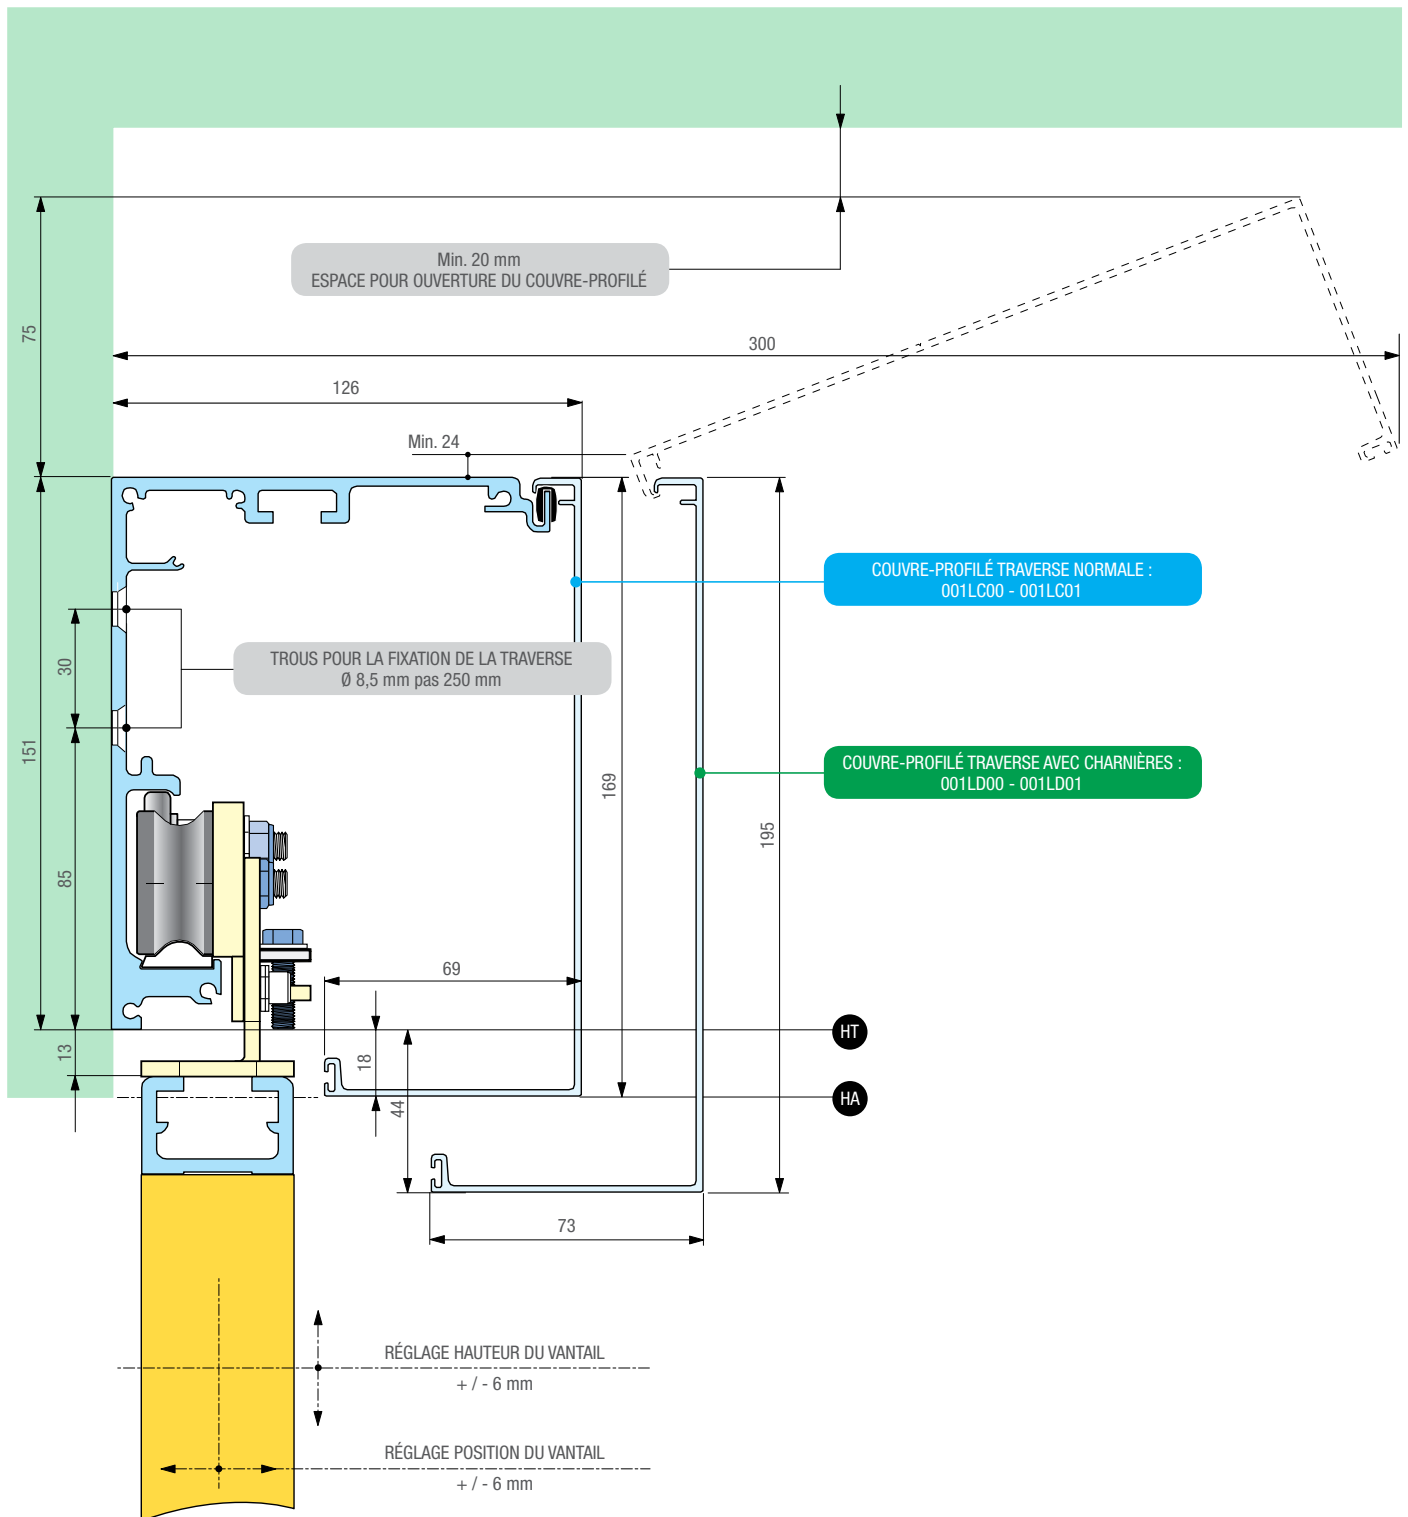 Min. 20 mm
ESPACE POUR OUVERTURE DU COUVRE-PROFILÉ
75
300
126
Min. 24
COUVRE-PROFILÉ TRAVERSE NORMALE :
001LC00 - 001LC01
TROUS POUR LA FIXATION DE LA TRAVERSE
Ø 8,5 mm pas 250 mm
30
151
COUVRE-PROFILÉ TRAVERSE AVEC CHARNIÈRES :
001LD00 - 001LD01
169
195
85
69
HT
13
18
HA
44
73
RÉGLAGE HAUTEUR DU VANTAIL
+ / - 6 mm
RÉGLAGE POSITION DU VANTAIL
+ / - 6 mm